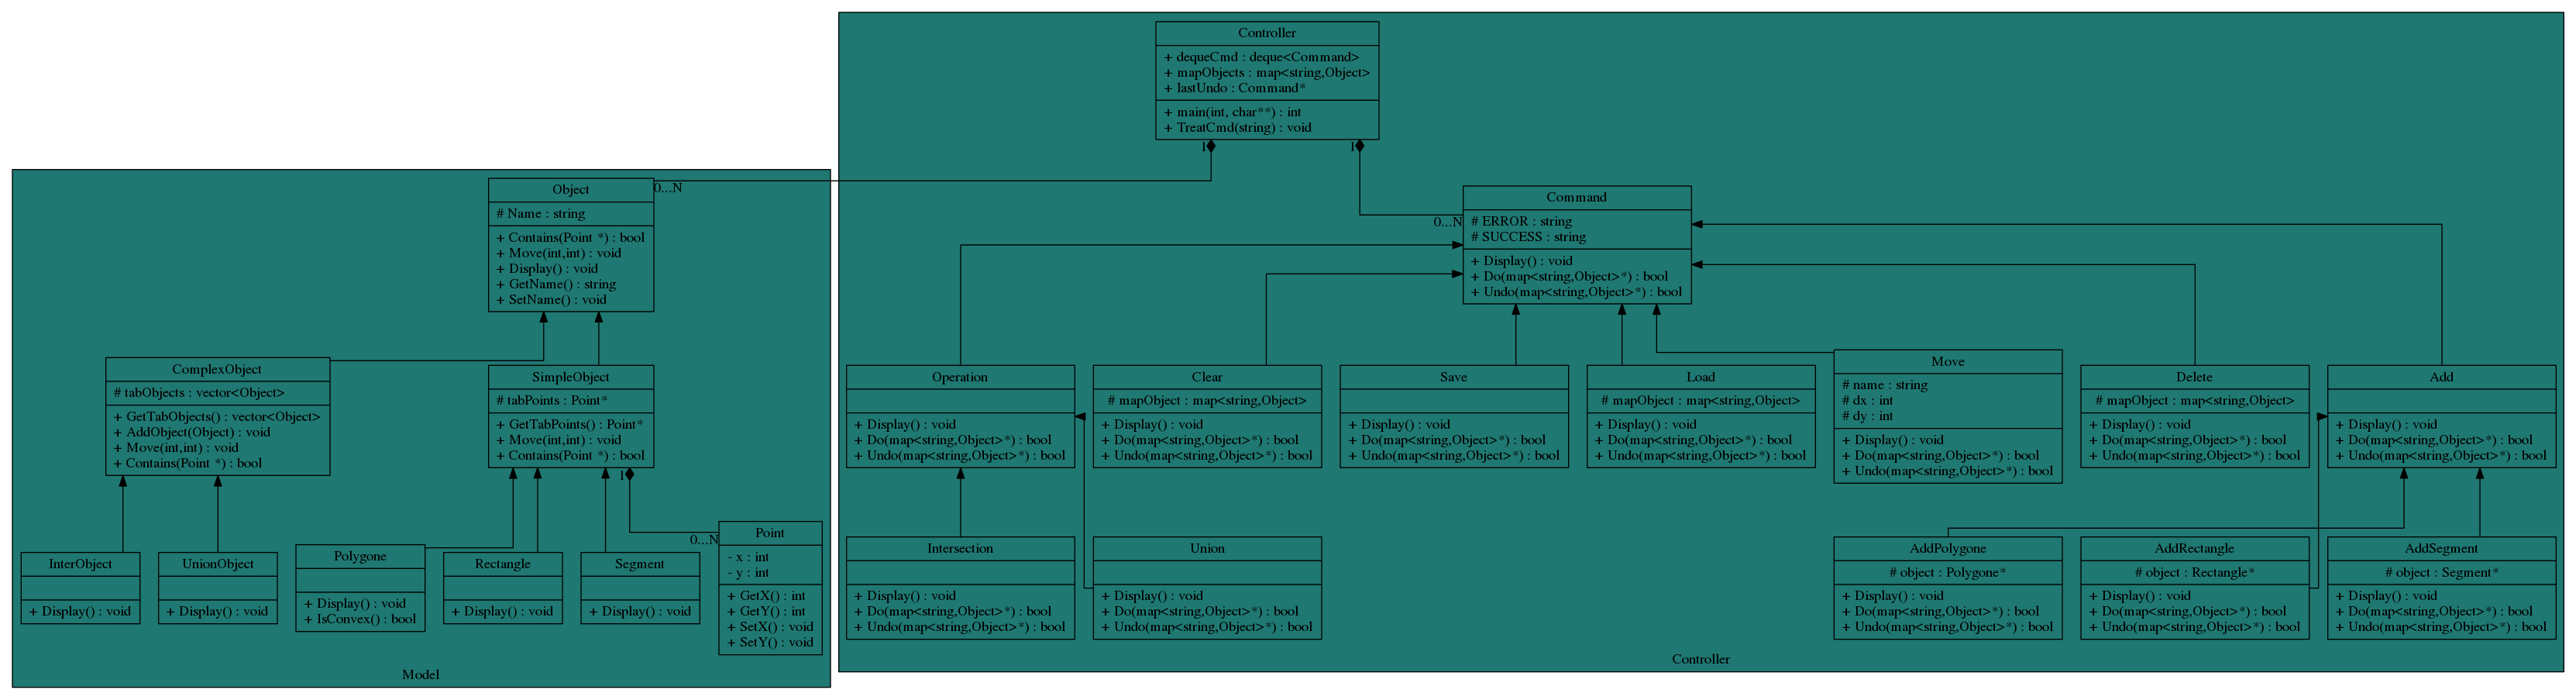 Controller
+ dequeCmd : deque<Command>
+ mapObjects : map<string,Object>
+ lastUndo : Command*
+ main(int, char**) : int
+ TreatCmd(string) : void
1
1
Object
# Name : string
+ Contains(Point *) : bool
+ Move(int,int) : void
+ Display() : void
+ GetName() : string
+ SetName() : void
0...N
Command
# ERROR : string
# SUCCESS : string
+ Display() : void
+ Do(map<string,Object>*) : bool
+ Undo(map<string,Object>*) : bool
0...N
ComplexObject
# tabObjects : vector<Object>
+ GetTabObjects() : vector<Object>
+ AddObject(Object) : void
+ Move(int,int) : void
+ Contains(Point *) : bool
SimpleObject
# tabPoints : Point*
+ GetTabPoints() : Point*
+ Move(int,int) : void
+ Contains(Point *) : bool
1
0...N
InterObject
+ Display() : void
UnionObject
+ Display() : void
Polygone
+ Display() : void
+ IsConvex() : bool
Rectangle
+ Display() : void
Segment
+ Display() : void
Point
- x : int
- y : int
+ GetX() : int
+ GetY() : int
+ SetX() : void
+ SetY() : void
Model
Operation
+ Display() : void
+ Do(map<string,Object>*) : bool
+ Undo(map<string,Object>*) : bool
Clear
# mapObject : map<string,Object>
+ Display() : void
+ Do(map<string,Object>*) : bool
+ Undo(map<string,Object>*) : bool
Save
+ Display() : void
+ Do(map<string,Object>*) : bool
+ Undo(map<string,Object>*) : bool
Load
# mapObject : map<string,Object>
+ Display() : void
+ Do(map<string,Object>*) : bool
+ Undo(map<string,Object>*) : bool
Move
# name : string
# dx : int
# dy : int
+ Display() : void
+ Do(map<string,Object>*) : bool
+ Undo(map<string,Object>*) : bool
Delete
# mapObject : map<string,Object>
+ Display() : void
+ Do(map<string,Object>*) : bool
+ Undo(map<string,Object>*) : bool
Add
+ Display() : void
+ Do(map<string,Object>*) : bool
+ Undo(map<string,Object>*) : bool
Intersection
+ Display() : void
+ Do(map<string,Object>*) : bool
+ Undo(map<string,Object>*) : bool
Union
+ Display() : void
+ Do(map<string,Object>*) : bool
+ Undo(map<string,Object>*) : bool
AddPolygone
# object : Polygone*
+ Display() : void
+ Do(map<string,Object>*) : bool
+ Undo(map<string,Object>*) : bool
AddRectangle
# object : Rectangle*
+ Display() : void
+ Do(map<string,Object>*) : bool
+ Undo(map<string,Object>*) : bool
AddSegment
# object : Segment*
+ Display() : void
+ Do(map<string,Object>*) : bool
+ Undo(map<string,Object>*) : bool
Controller